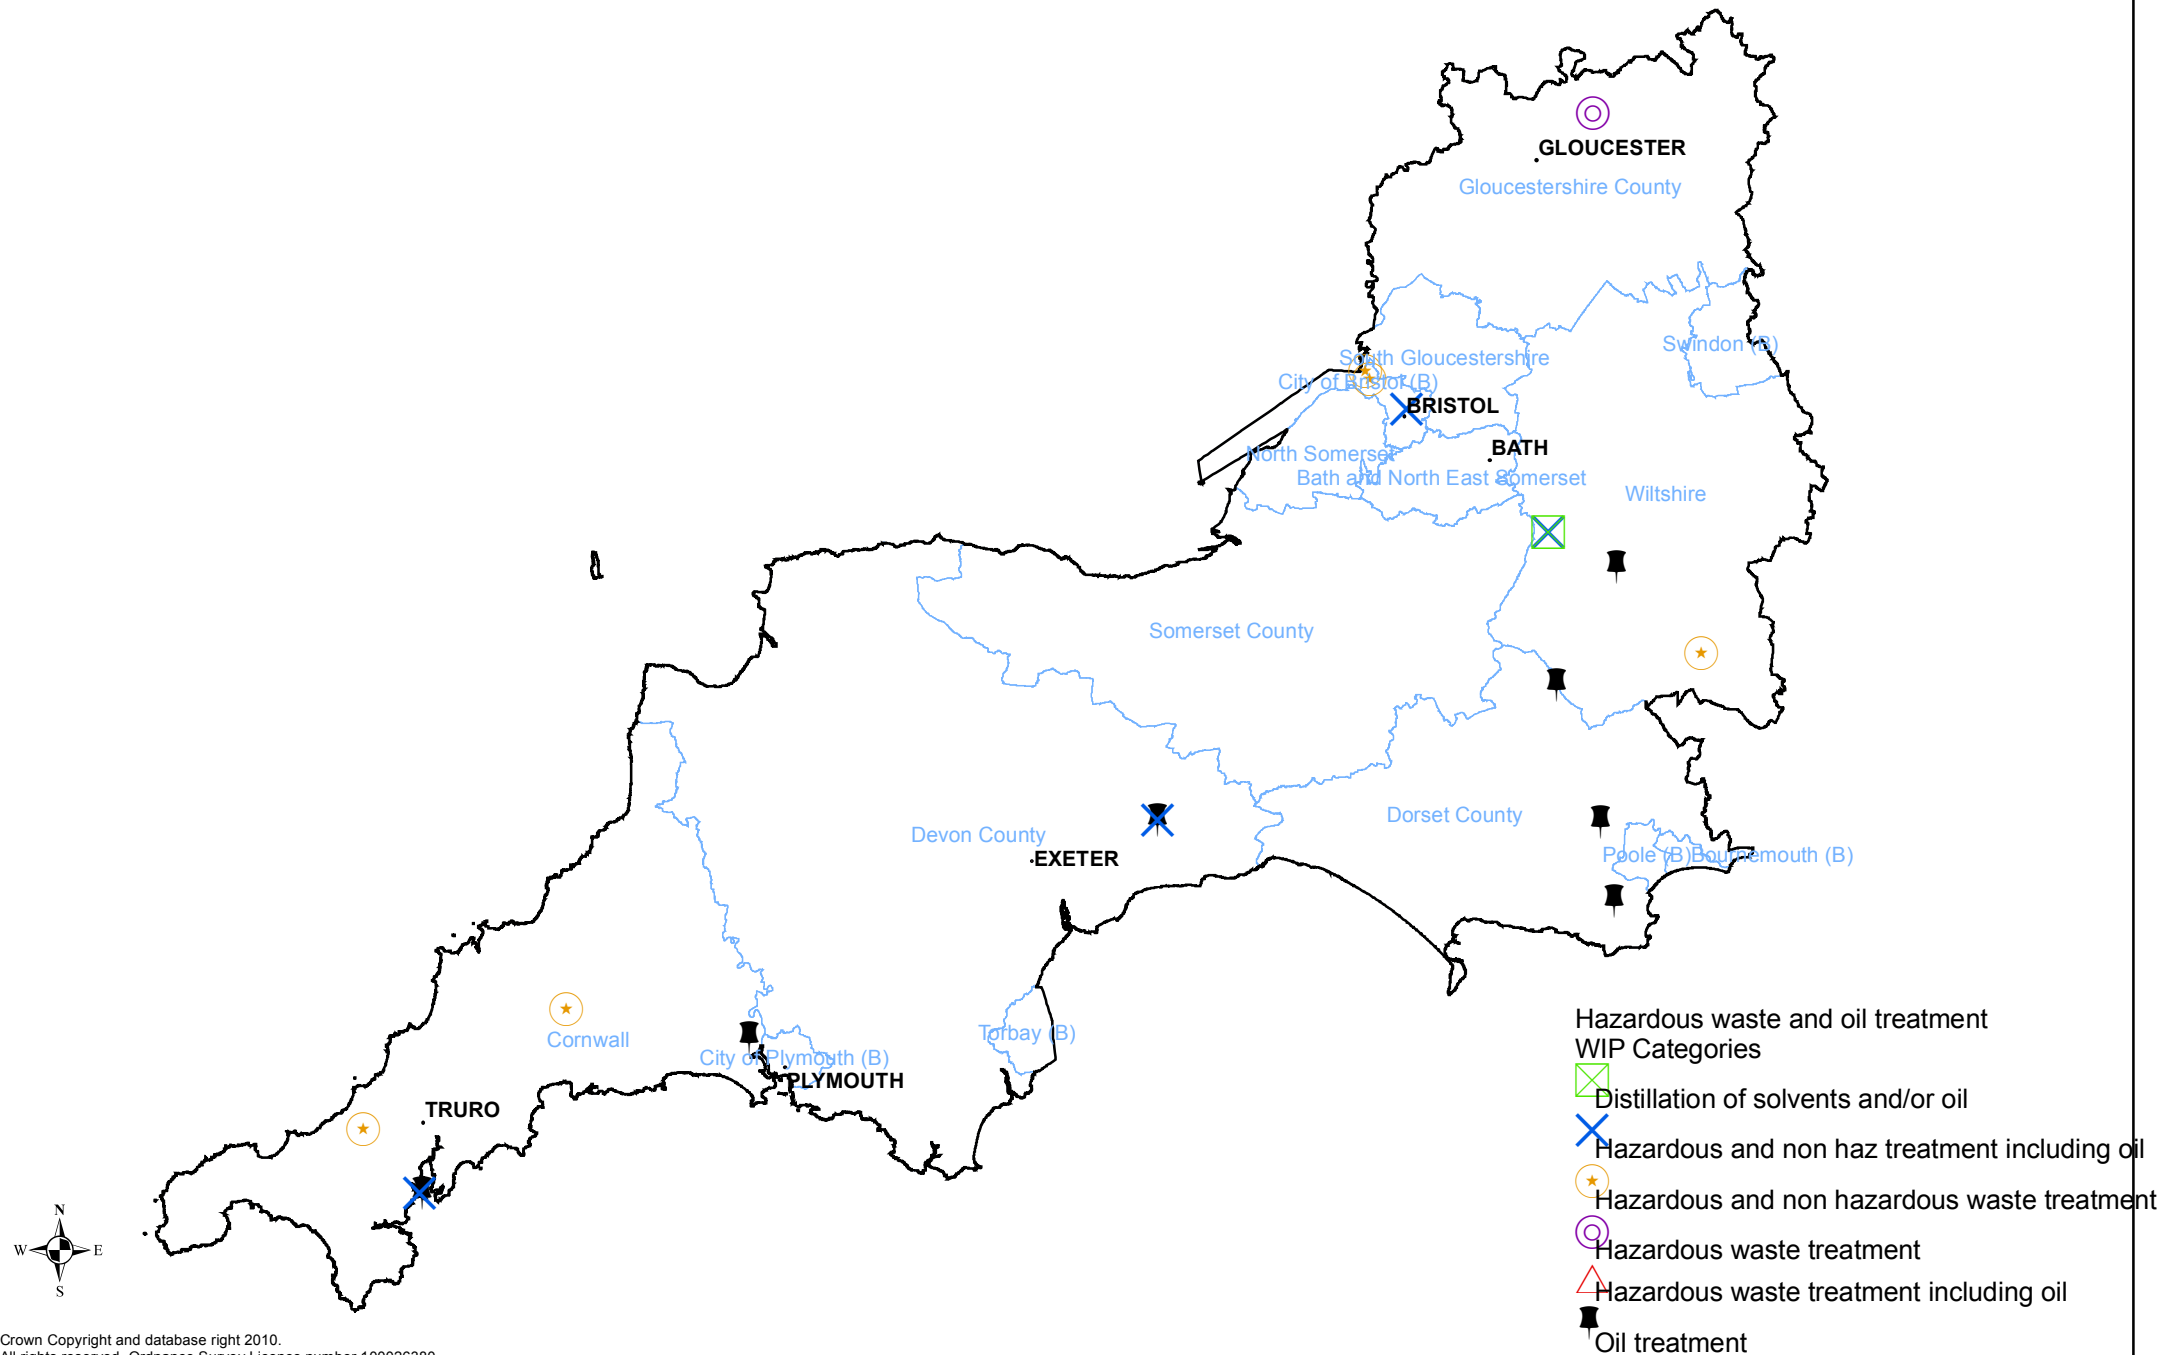 GLOUCESTER
Gloucestershire County
Swindon (B)
South Gloucestershire
City of Bristol (B)
BRISTOL
BATH
North Somerset
Bath and North East Somerset
Wiltshire
Somerset County
Dorset County
Devon County
EXETER
Poole (B)
Bournemouth (B)
Torbay (B)
Cornwall
City of Plymouth (B)
PLYMOUTH
TRURO
N
W
E
S
Hazardous waste and oil treatment
WIP Categories
Distillation of solvents and/or oil
Hazardous and non haz treatment including oil
Hazardous and non hazardous waste treatment
Hazardous waste treatment
Hazardous waste treatment including oil
Oil treatment
Crown Copyright and database right 2010.